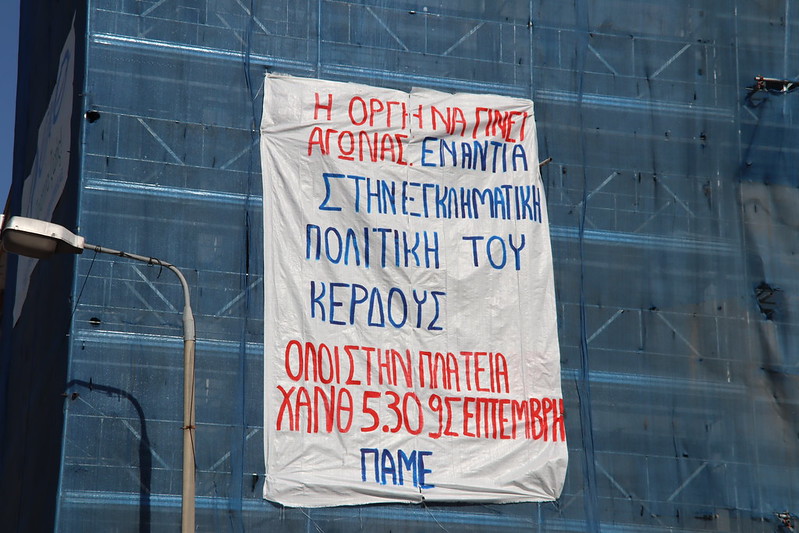 Η ΟΡΓΗ ΝΑ ΓΙΝΕΙ
ΑΓΩΝΑΣ. ΕΝΑΝΤΙΑ
ΣΤΗΝ ΕΓΚΛΗΜΑΤΙΚΗ
ΠΟΛΙΤΙΚΗ ΤΟΥ
ΚΕΡΔΟΥΣ
ΟΛΟΙ ΣΤΗΝ ΠΛΑΤΕΙΑ
ΧΑΝΘ 5.30 9 ΣΕΠΤΕΜΒΡΗ
ΠΑΜΕ